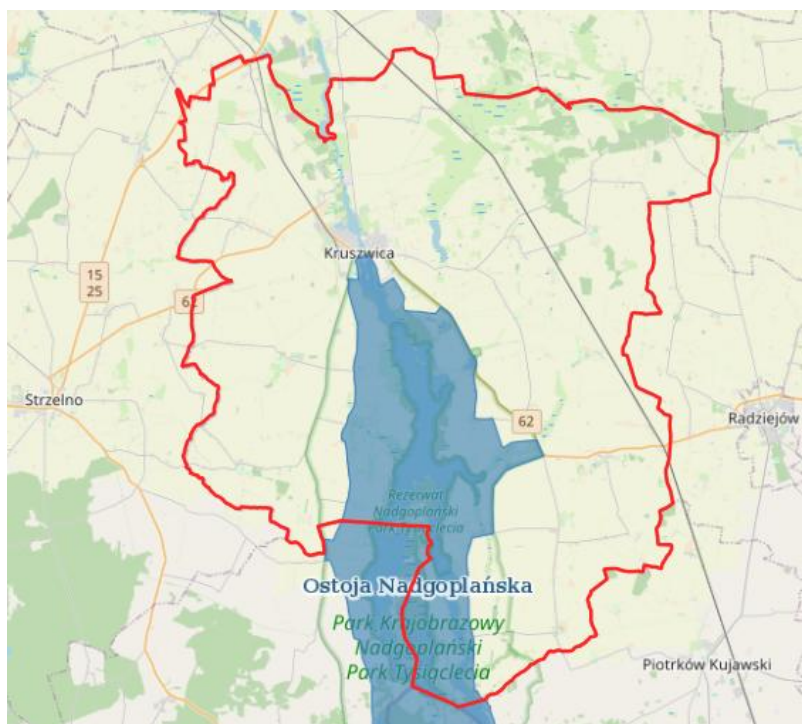 Kruszwica
15
25
62
Strzelno
62
Radziejów
Rezerwat
Nadgoplański
Park Tysiąclecia
Ostoja Nadgoplańska
Park Krajobrazowy
Nadgoplański
Park Tysiąclecia
Piotrków Kujawski